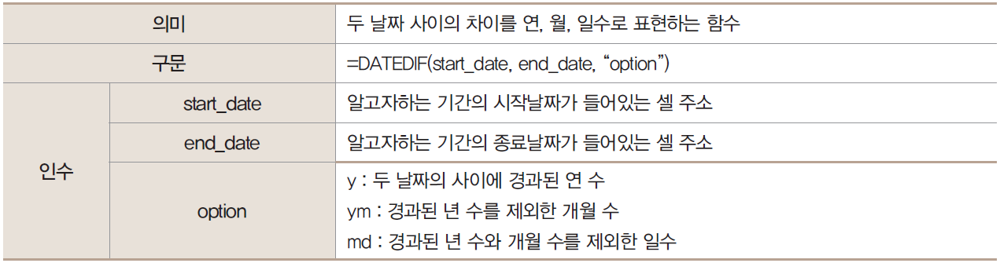 의미
두 날짜 사이의 차이를 연, 월, 일수로 표현하는 함수
구문
=DATEDIF(start_date, end_date, “option”)
인수
start_date
알고자하는 기간의 시작날짜가 들어있는 셀 주소
end_date
알고자하는 기간의 종료날짜가 들어있는 셀 주소
option
y : 두 날짜의 사이에 경과된 연 수
ym : 경과된 년 수를 제외한 개월 수
md : 경과된 년 수와 개월 수를 제외한 일수